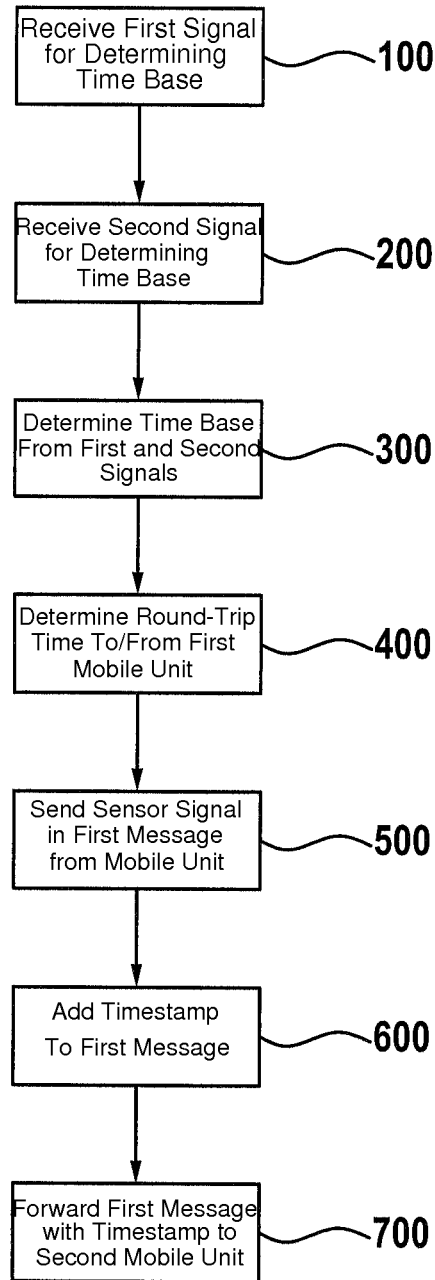 Receive First Signal
for Determining
Time Base
100
Receive Second Signal
for Determining
Time Base
200
Determine Time Base
From First and Second
Signals
300
Determine Round-Trip
Time To/From First
Mobile Unit
400
Send Sensor Signal
in First Message
from Mobile Unit
500
Add Timestamp
To First Message
600
Forward First Message
with Timestamp to
Second Mobile Unit
700